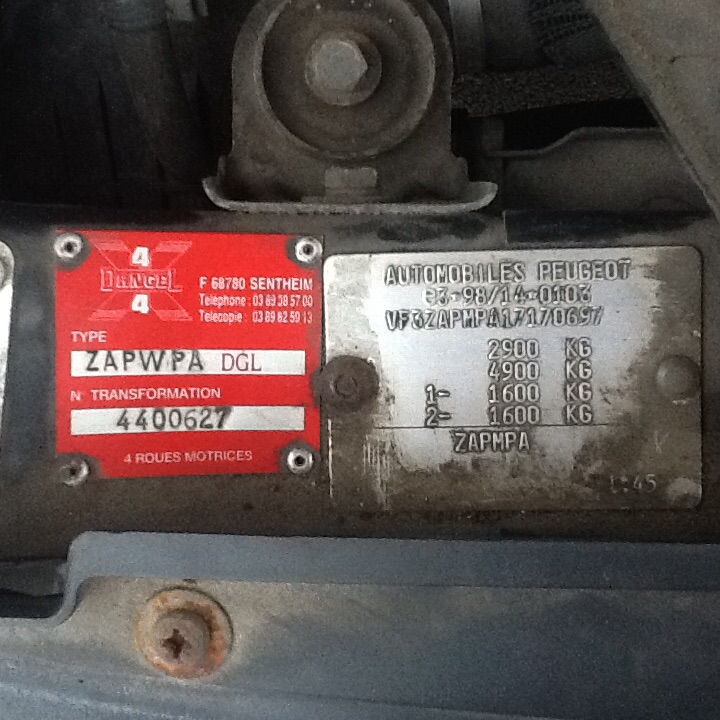 4
DANGEL
4
F 68780 SENTHEIM
Téléphone : 03 89 38 57 00
Télécopie : 03 89 82 59 13
TYPE
ZAPWPA DGL
N° TRANSFORMATION
4400627
4 ROUES MOTRICES
AUTOMOBILES PEUGEOT
e3-98/14-0103
VF3ZAPMPA17170697
2900 KG
4900 KG
1- 1600 KG
2- 1600 KG
ZAPMPA